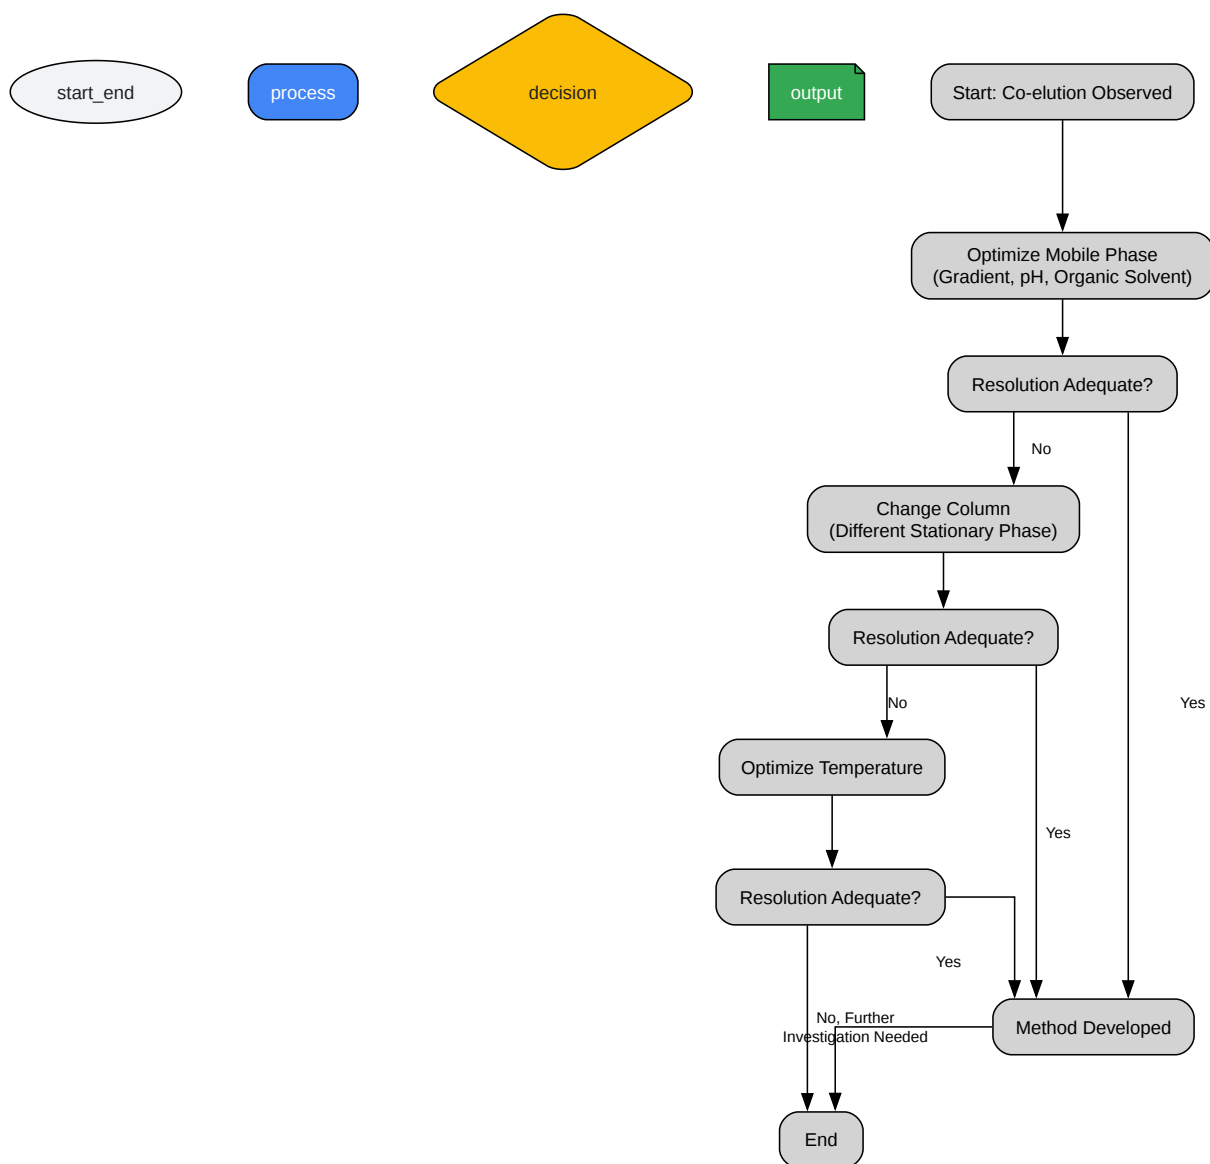 start_end
process
decision
output
Start: Co-elution Observed
Optimize Mobile Phase
(Gradient, pH, Organic Solvent)
Resolution Adequate?
No
Change Column
(Different Stationary Phase)
Resolution Adequate?
No
Yes
Optimize Temperature
Yes
Resolution Adequate?
Yes
No, Further
Investigation Needed
Method Developed
End